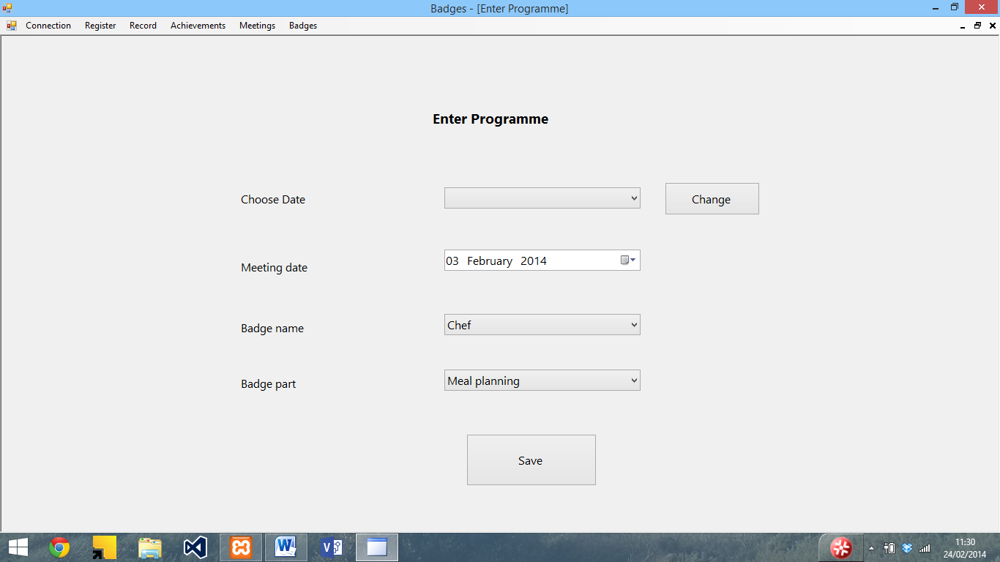 Badges - [Enter Programme]
Connection Register Record Achievements Meetings Badges
Enter Programme
Choose Date Change
Meeting date 03 February 2014
Badge name Chef
Badge part Meal planning
Save
11:30
24/02/2014